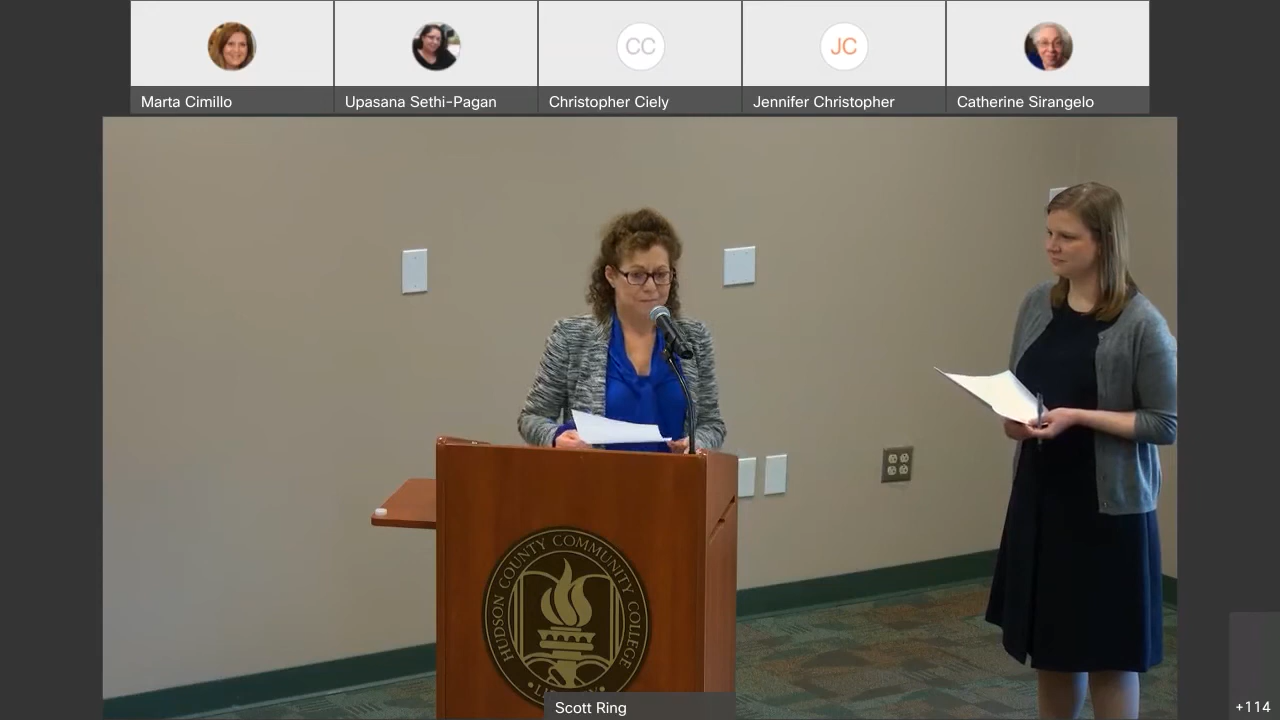 Marta Cimillo
Upasana Sethi-Pagan
CC
Christopher Ciely
JC
Jennifer Christopher
Catherine Sirangelo
HUDSON COUNTY COMMUNITY COLLEGE
Scott Ring
+114